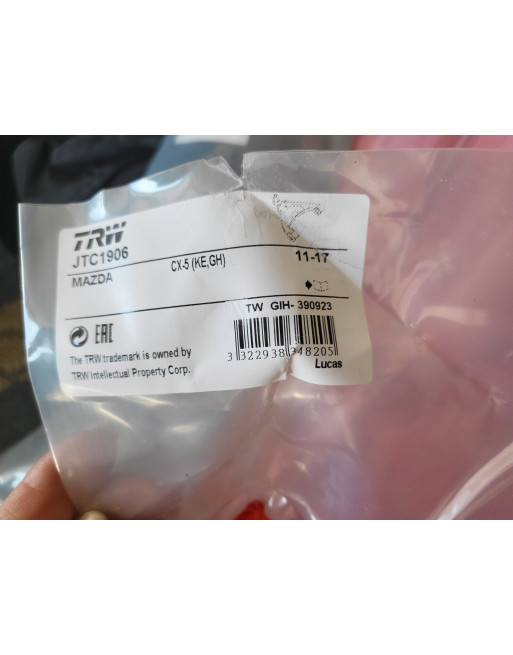 TRW
JTC1906
MAZDA
CX-5 (KE,GH)
11-17
EAC
TW GIH- 390923
3 322938 348205
The TRW trademark is owned by
TRW Intellectual Property Corp.
Lucas